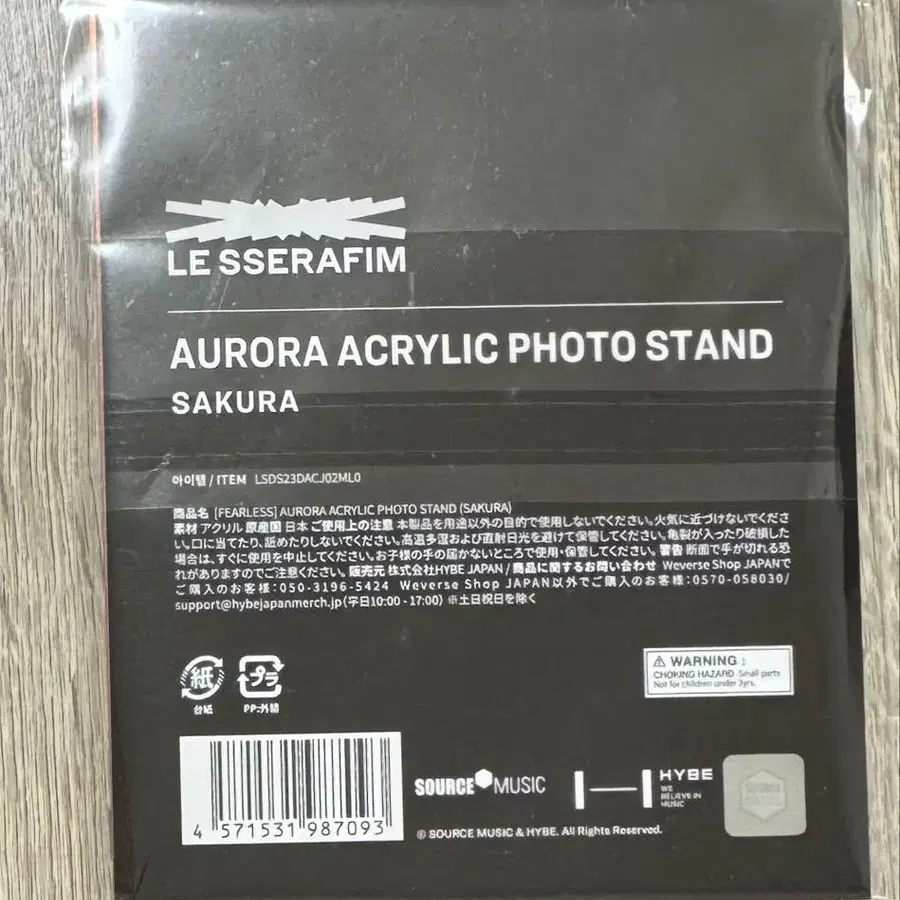 LE SSERAFIM
AURORA ACRYLIC PHOTO STAND
SAKURA
아이템 / ITEM LSDS23DACJ02ML0
商品名 [FEARLESS] AURORA ACRYLIC PHOTO STAND (SAKURA)
素材 アクリル 原産国 日本 ご使用上の注意 本製品を用途以外の目的で使用しないでください。火気に近づけないでくださ
い。口に当てたり、舐めたりしないでください。高温多湿および直射日光を避けて保管してください。亀裂が入ったり破損した
場合は、すぐに使用を中止してください。お子様の手の届かないところで使用・保管してください。警告 断面で手が切れる恐
れがありますのでご注意ください。販売元 株式会社HYBE JAPAN / 商品に関するお問い合わせ Weverse Shop JAPANで
ご購入のお客様:050-3196-5424 Weverse Shop JAPAN以外でご購入のお客様:0570-058030/
support@hybejapanmerch.jp(平日10:00 - 17:00) ※土日祝日を除く
紙 プラ
台紙 PP:外装
WARNING :
CHOKING HAZARD -Small parts
Not for children under 3yrs.
4 571531 987093
SOURCE MUSIC
HYBE
WE
BELIEVE IN
MUSIC
© SOURCE MUSIC & HYBE. All Rights Reserved.